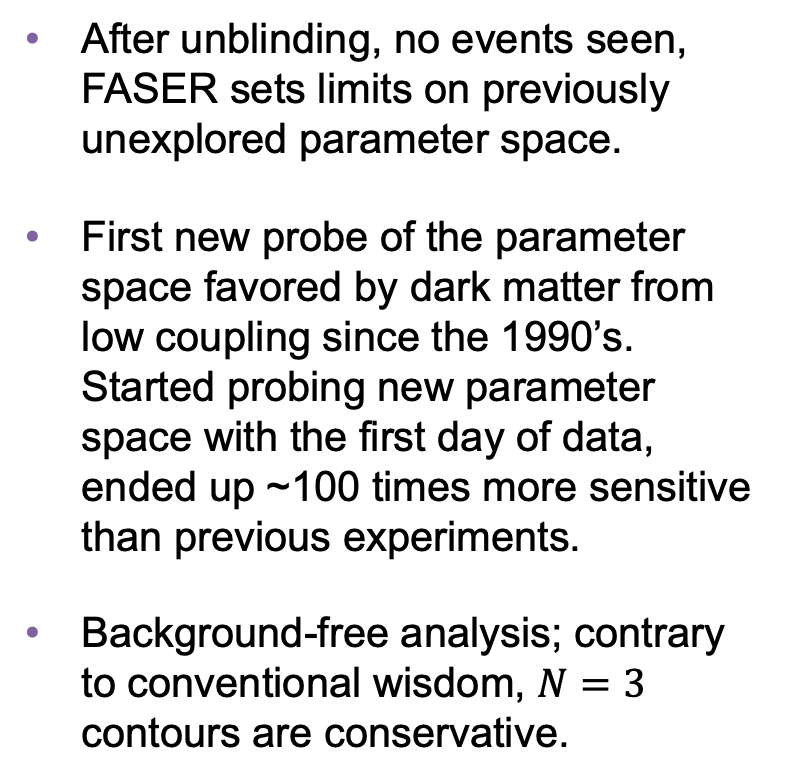 • After unblinding, no events seen,
FASER sets limits on previously
unexplored parameter space.
• First new probe of the parameter
space favored by dark matter from
low coupling since the 1990’s.
Started probing new parameter
space with the first day of data,
ended up ~100 times more sensitive
than previous experiments.
• Background-free analysis; contrary
to conventional wisdom, N = 3
contours are conservative.